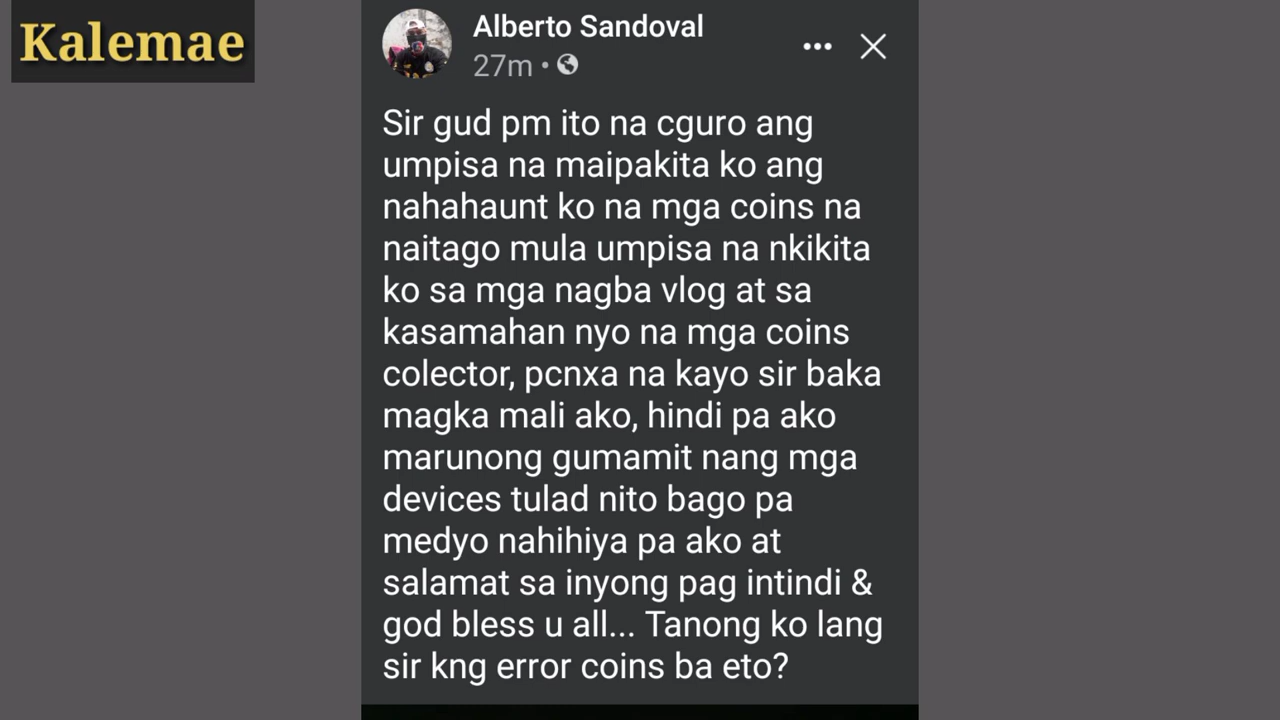 Kalemae
Alberto Sandoval
27m •
Sir gud pm ito na cguro ang
umpisa na maipakita ko ang
nahahaunt ko na mga coins na
naitago mula umpisa na nkikita
ko sa mga nagba vlog at sa
kasamahan nyo na mga coins
colector, pcnxa na kayo sir baka
magka mali ako, hindi pa ako
marunong gumamit nang mga
devices tulad nito bago pa
medyo nahihiya pa ako at
salamat sa inyong pag intindi &
god bless u all... Tanong ko lang
sir kng error coins ba eto?